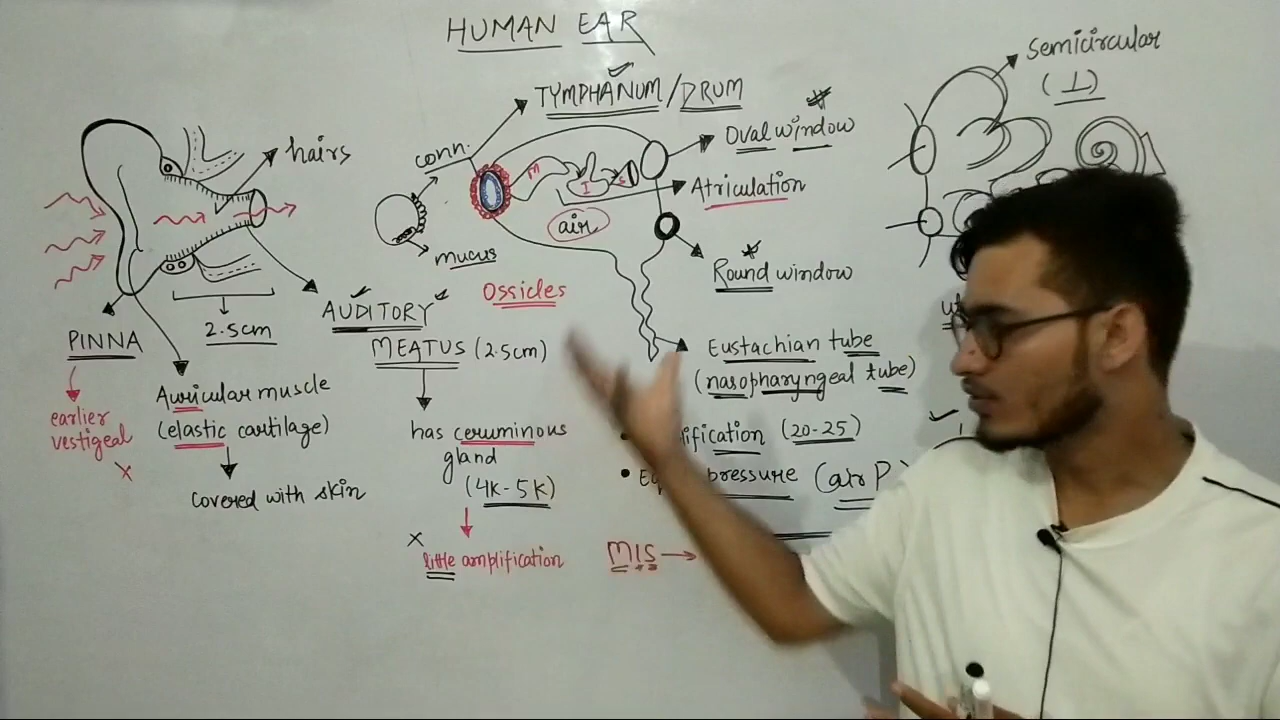 HUMAN EAR
TYMPHANUM/DRUM
Semicircular
(⊥)
hairs
conn.
Oval window
M
I
S
Atriculation
air
mucus
Round window
Ossicles
PINNA
2.5cm
AUDITORY
MEATUS (2.5cm)
Eustachian tube
(nasopharyngeal tube)
earlier
vestigeal
x
Auricular muscle
(elastic cartilage)
covered with skin
has ceruminous
gland
(4K-5K)
x
little amplification
(20-25)
pressure (air P)
MIS →